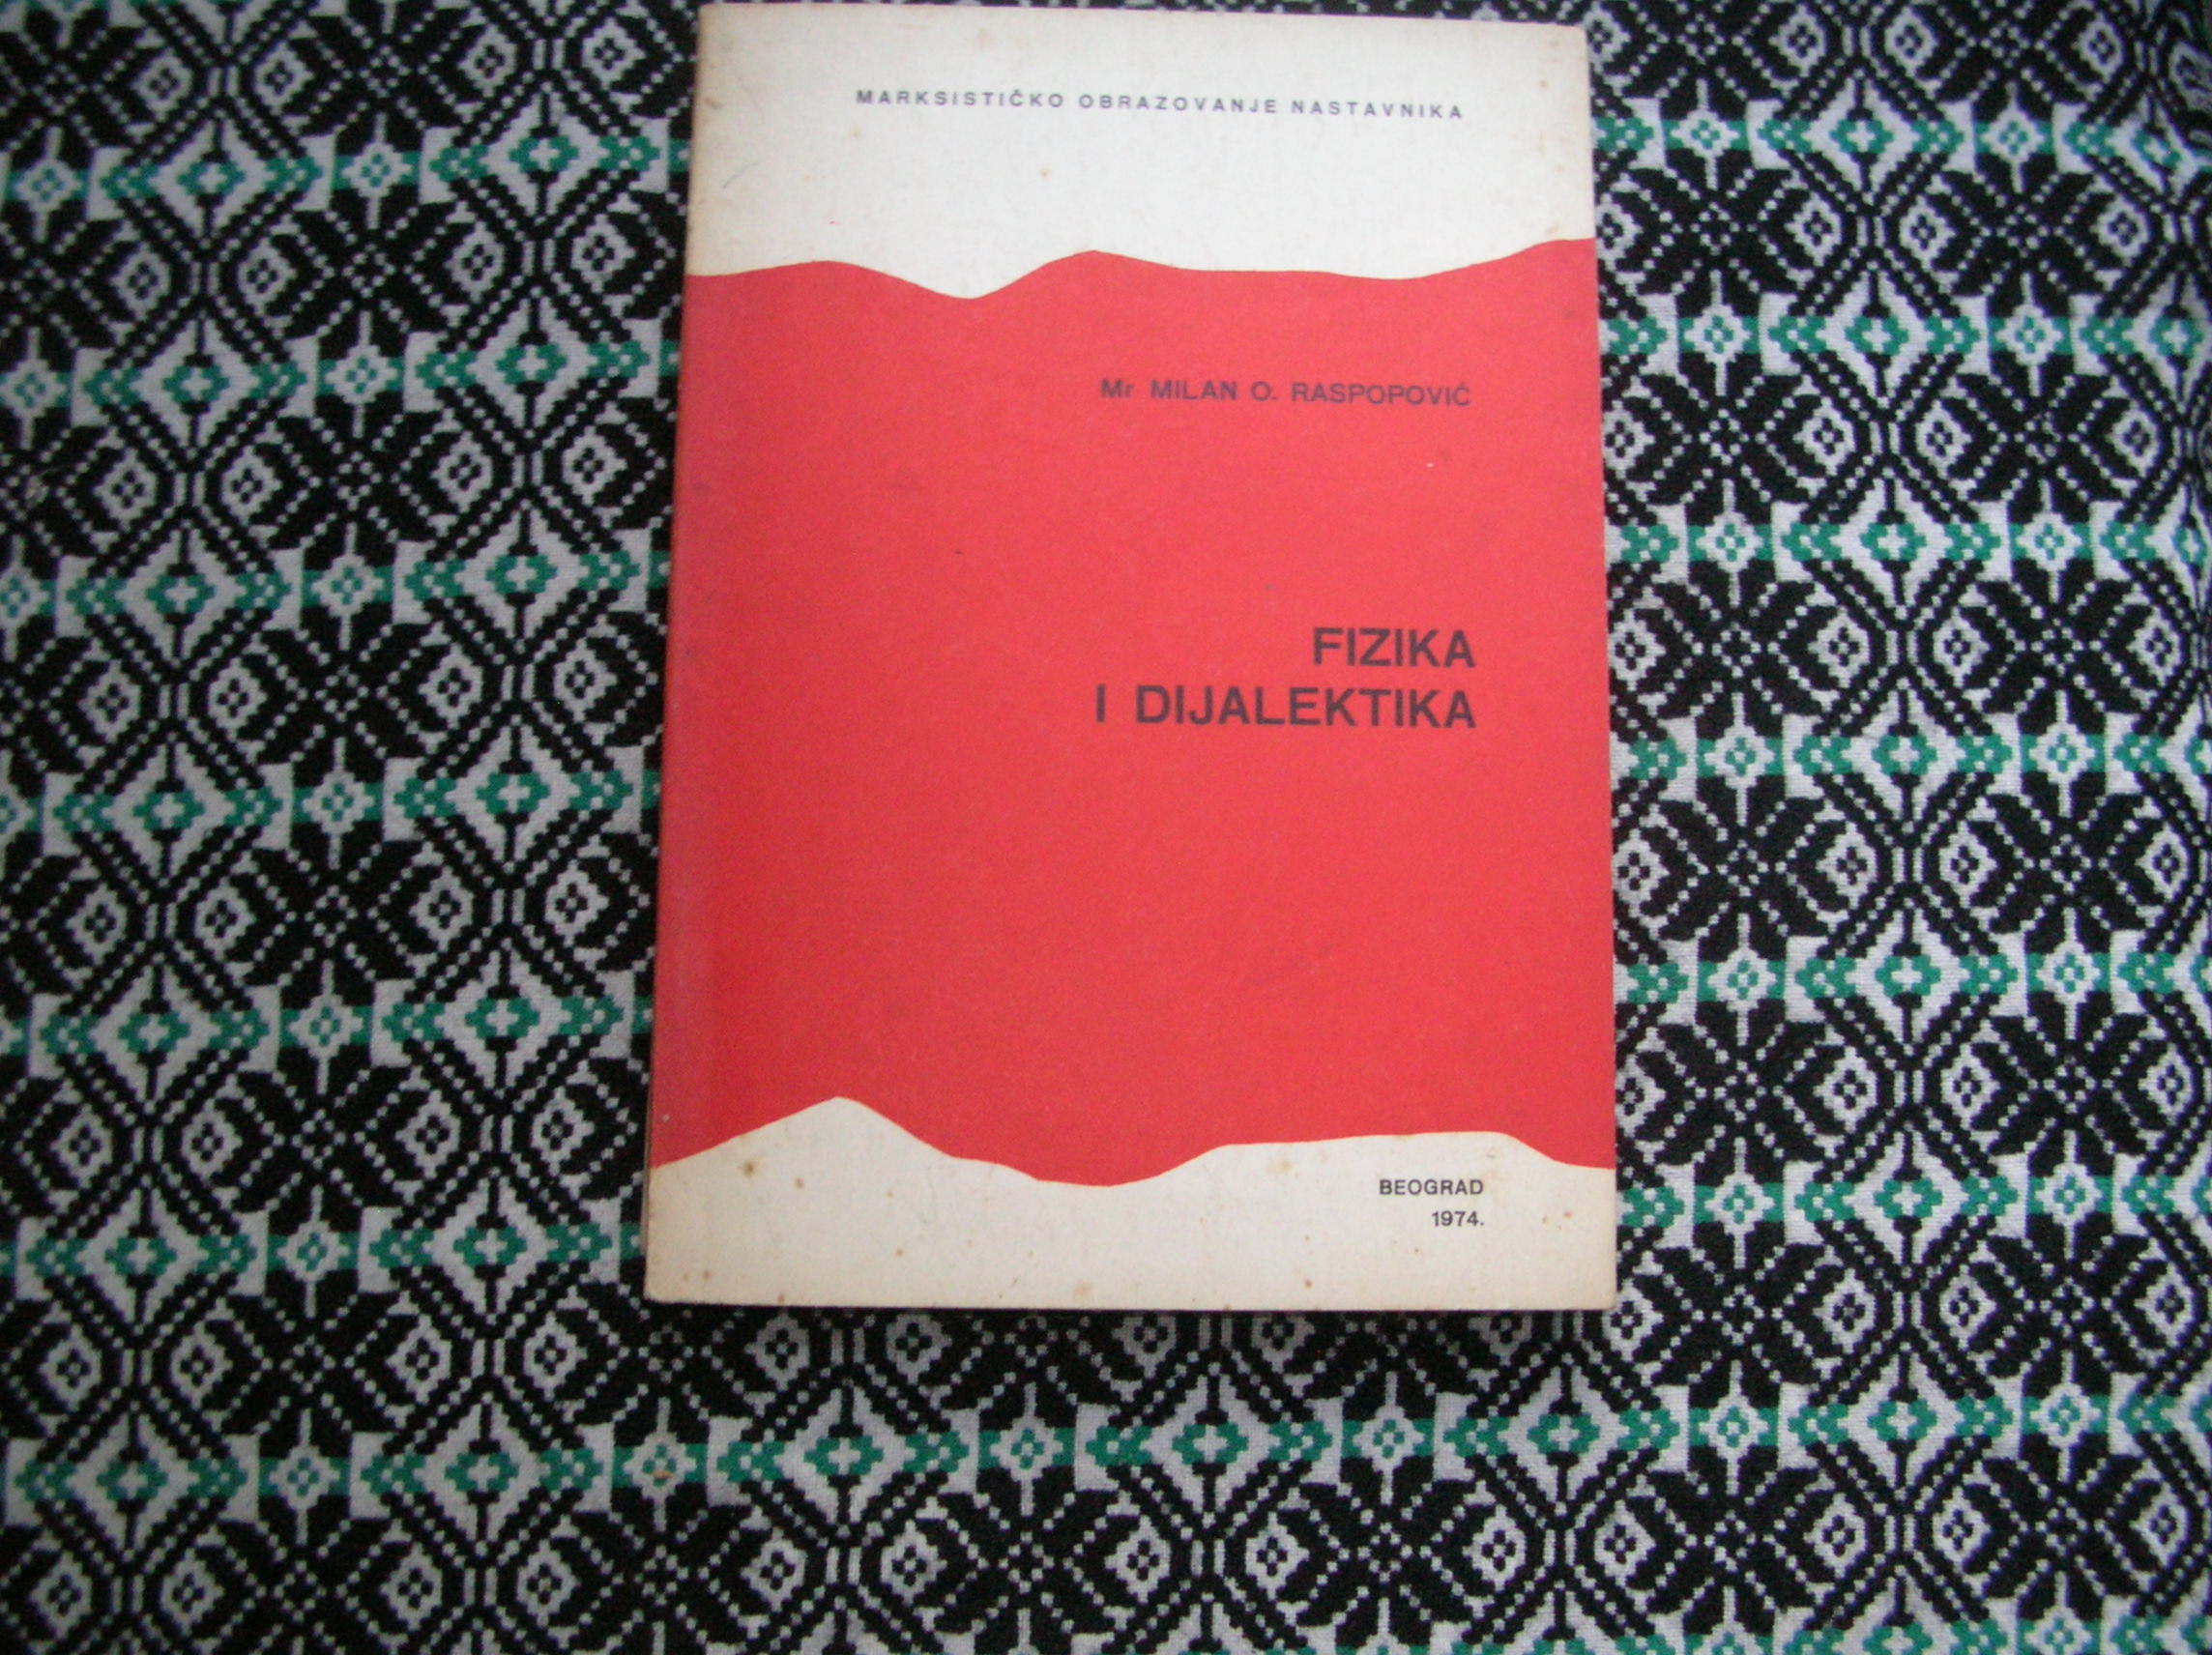 MARKSISTIČKO OBRAZOVANJE NASTAVNIKA
Mr MILAN O. RASPOPOVIĆ
FIZIKA
I DIJALEKTIKA
BEOGRAD
1974.